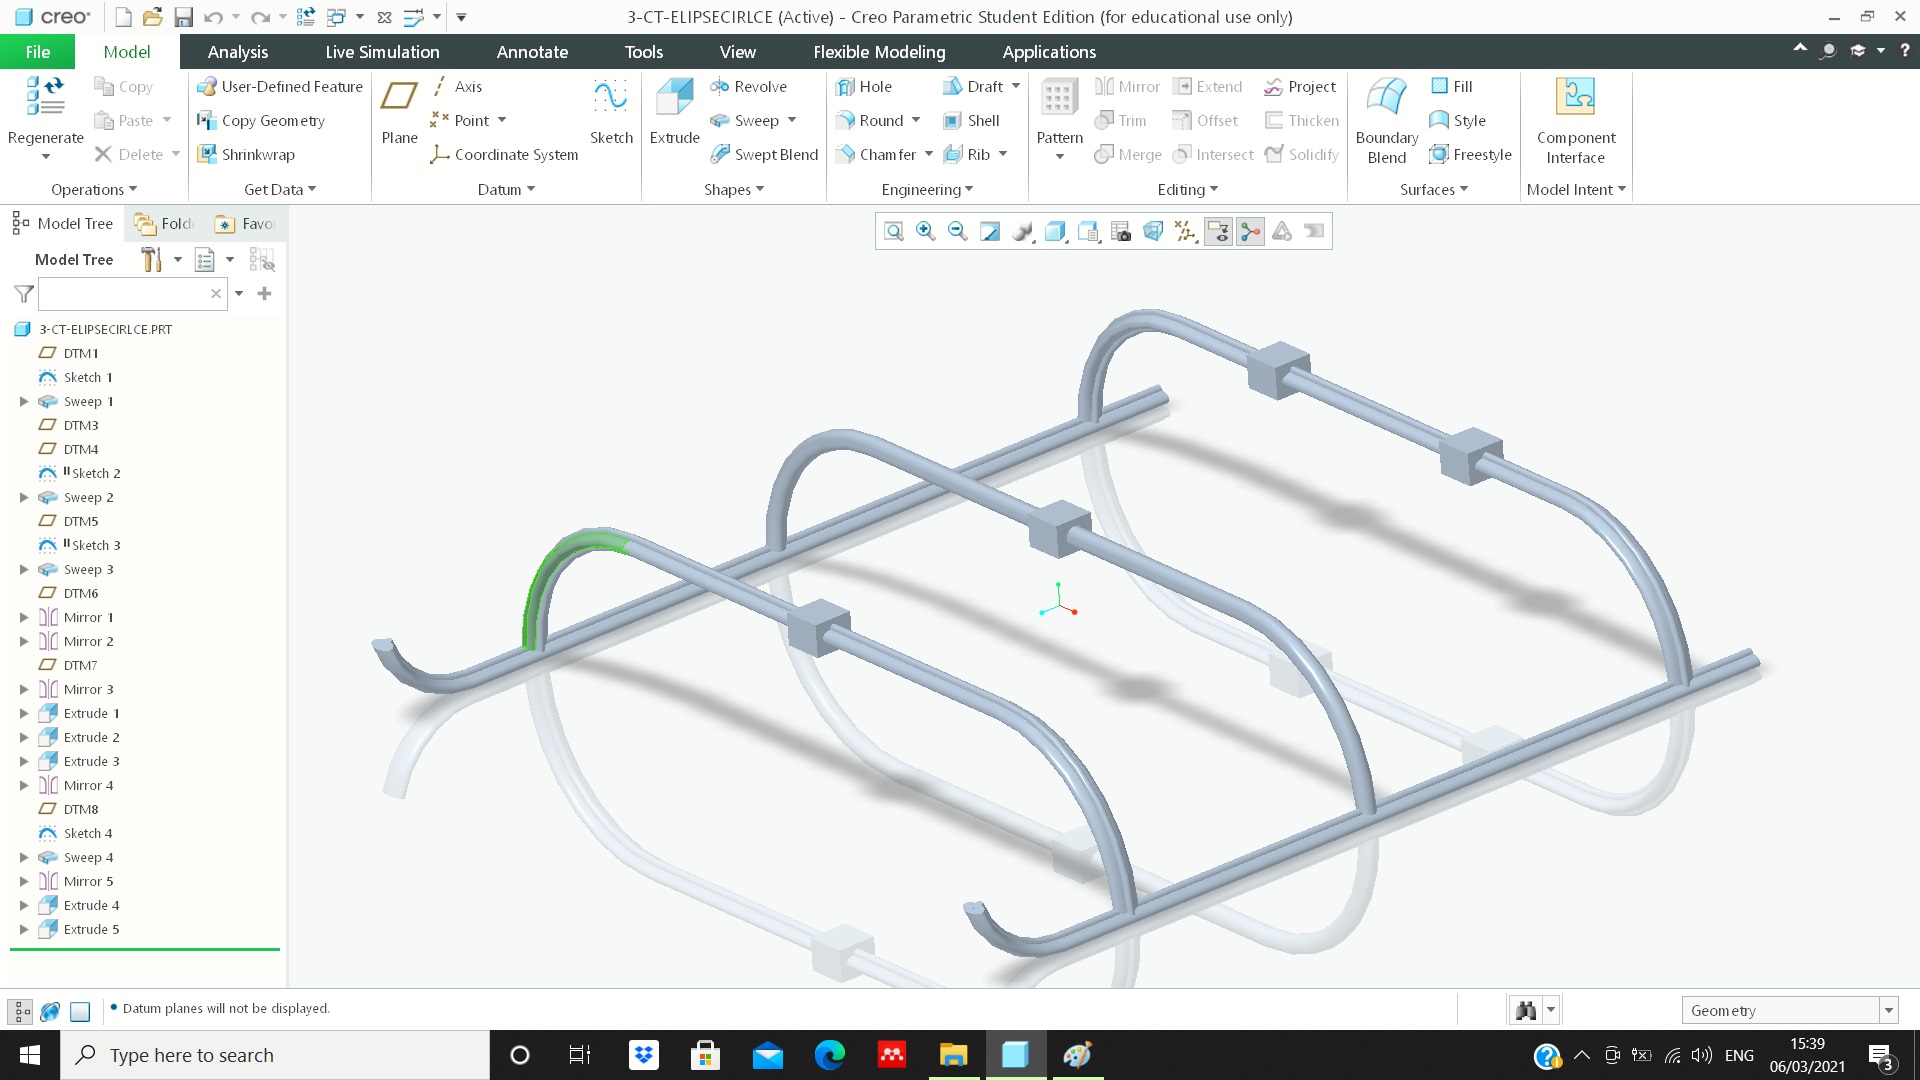 creo
3-CT-ELIPSECIRLCE (Active) - Creo Parametric Student Edition (for educational use only)
File Model Analysis Live Simulation Annotate Tools View Flexible Modeling Applications
Regenerate
Copy
Paste
Delete
Operations
User-Defined Feature
Copy Geometry
Shrinkwrap
Get Data
Plane
Axis
Point
Coordinate System
Sketch
Datum
Extrude
Revolve
Sweep
Swept Blend
Shapes
Hole
Round
Chamfer
Draft
Shell
Rib
Engineering
Pattern
Mirror
Trim
Merge
Extend
Offset
Intersect
Project
Thicken
Solidify
Editing
Boundary
Blend
Fill
Style
Freestyle
Surfaces
Component
Interface
Model Intent
Model Tree Fold Favo
Model Tree
3-CT-ELIPSECIRLCE.PRT
DTM1
Sketch 1
Sweep 1
DTM3
DTM4
Sketch 2
Sweep 2
DTM5
Sketch 3
Sweep 3
DTM6
Mirror 1
Mirror 2
DTM7
Mirror 3
Extrude 1
Extrude 2
Extrude 3
Mirror 4
DTM8
Sketch 4
Sweep 4
Mirror 5
Extrude 4
Extrude 5
Datum planes will not be displayed.
Geometry
Type here to search
ENG
15:39
06/03/2021
3